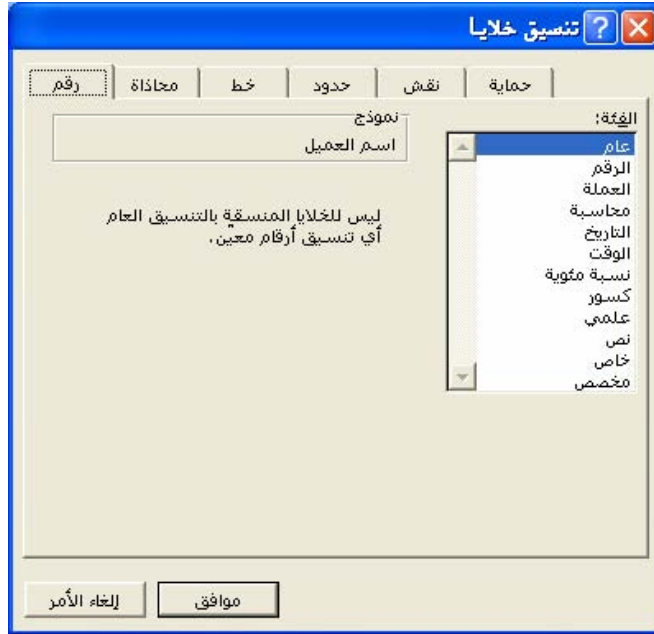 تنسيق خلايا
رقم
محاذاة
خط
حدود
نقش
حماية
الفئة:
عام
الرقم
العملة
محاسبة
التاريخ
الوقت
نسبة مئوية
كسور
علمي
نص
خاص
مخصص
نموذج
اسم العميل
ليس للخلايا المنسقة بالتنسيق العام
أي تنسيق أرقام معيّن.
موافق
إلغاء الأمر